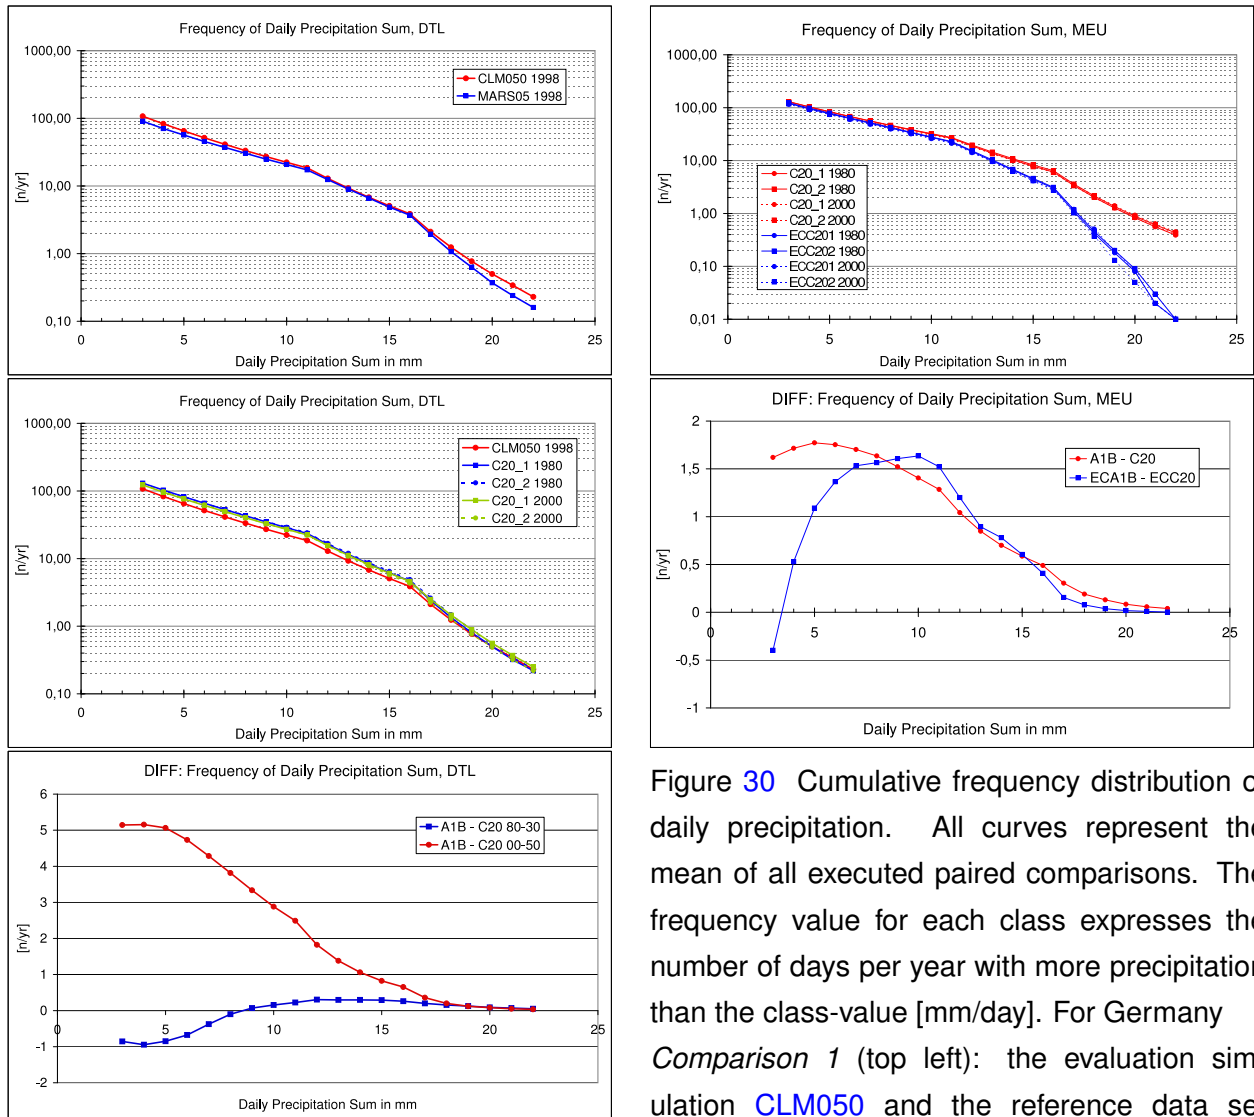 Frequency of Daily Precipitation Sum, DTL
1000,00
100,00
10,00
1,00
0,10
[n/yr]
CLM050 1998
MARS05 1998
0 5 10 15 20 25
Daily Precipitation Sum in mm
Frequency of Daily Precipitation Sum, MEU
1000,00
100,00
10,00
1,00
0,10
0,01
[n/yr]
C20_1 1980
C20_2 1980
C20_1 2000
C20_2 2000
ECC201 1980
ECC202 1980
ECC201 2000
ECC202 2000
0 5 10 15 20 25
Daily Precipitation Sum in mm
Frequency of Daily Precipitation Sum, DTL
1000,00
100,00
10,00
1,00
0,10
[n/yr]
CLM050 1998
C20_1 1980
C20_2 1980
C20_1 2000
C20_2 2000
0 5 10 15 20 25
Daily Precipitation Sum in mm
DIFF: Frequency of Daily Precipitation Sum, MEU
2
1,5
1
0,5
0
-0,5
-1
[n/yr]
A1B - C20
ECA1B - ECC20
0 5 10 15 20 25
Daily Precipitation Sum in mm
DIFF: Frequency of Daily Precipitation Sum, DTL
6
5
4
3
2
1
0
-1
-2
[n/yr]
A1B - C20 80-30
A1B - C20 00-50
0 5 10 15 20 25
Daily Precipitation Sum in mm
Figure 30 Cumulative frequency distribution o
daily precipitation. All curves represent the
mean of all executed paired comparisons. The
frequency value for each class expresses the
number of days per year with more precipitation
than the class-value [mm/day]. For Germany
Comparison 1 (top left): the evaluation sim
ulation CLM050 and the reference data se